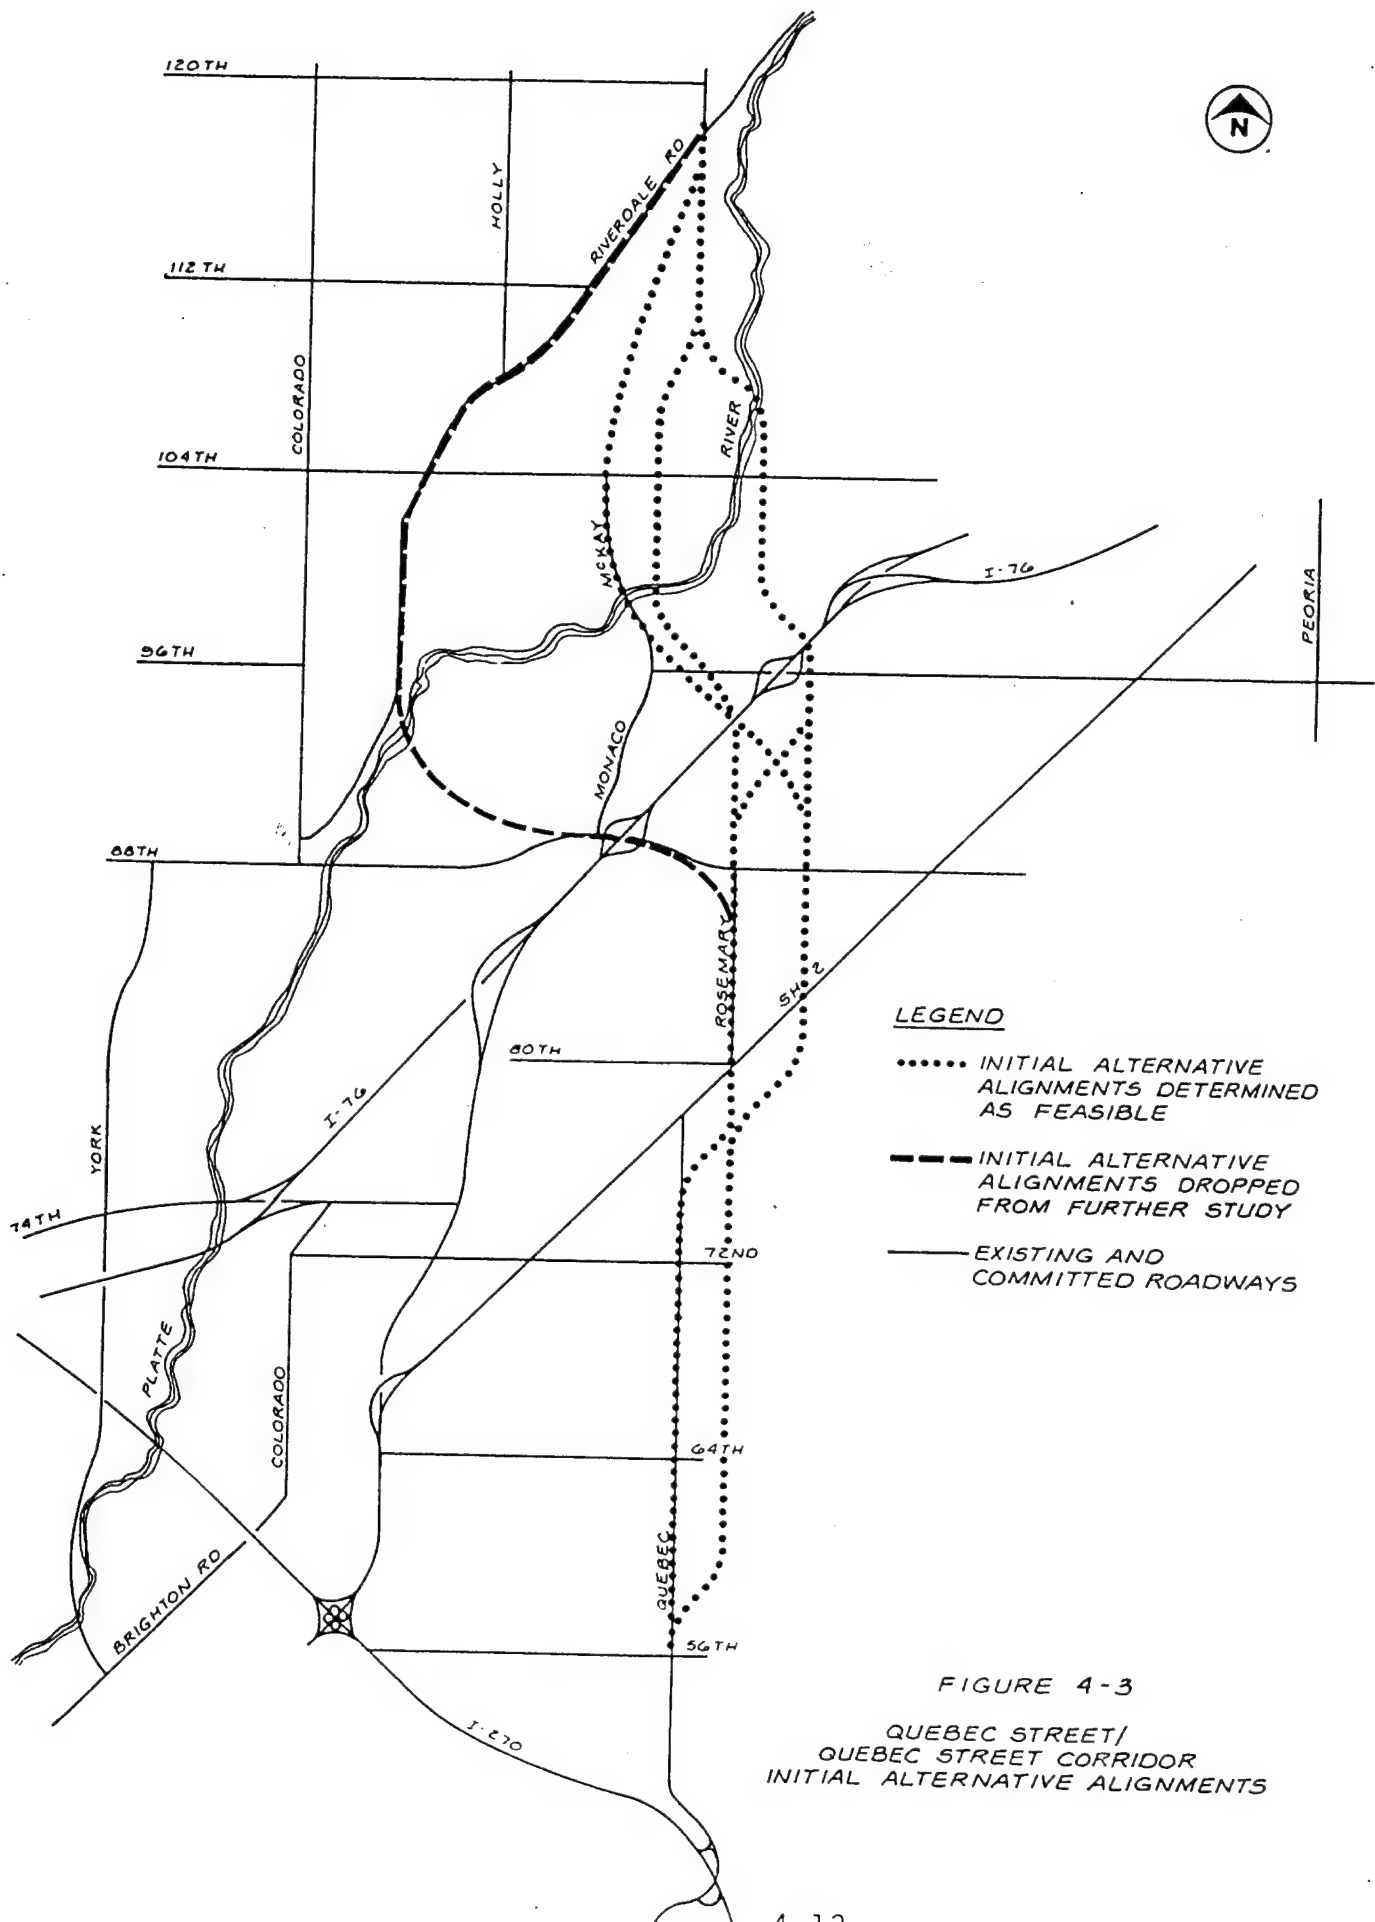 120TH
N
HOLLY
RIVERDALE RD
112TH
COLORADO
RIVER
104TH
McKAY
I-76
PEORIA
96TH
MONACO
88TH
ROSEMARY
SH 2
LEGEND
80TH
INITIAL ALTERNATIVE
ALIGNMENTS DETERMINED
AS FEASIBLE
I-76
YORK
INITIAL ALTERNATIVE
ALIGNMENTS DROPPED
FROM FURTHER STUDY
74TH
72ND
EXISTING AND
COMMITTED ROADWAYS
PLATTE
COLORADO
64TH
QUEBEC
BRIGHTON RD
56TH
FIGURE 4-3
I-270
QUEBEC STREET/
QUEBEC STREET CORRIDOR
INITIAL ALTERNATIVE ALIGNMENTS